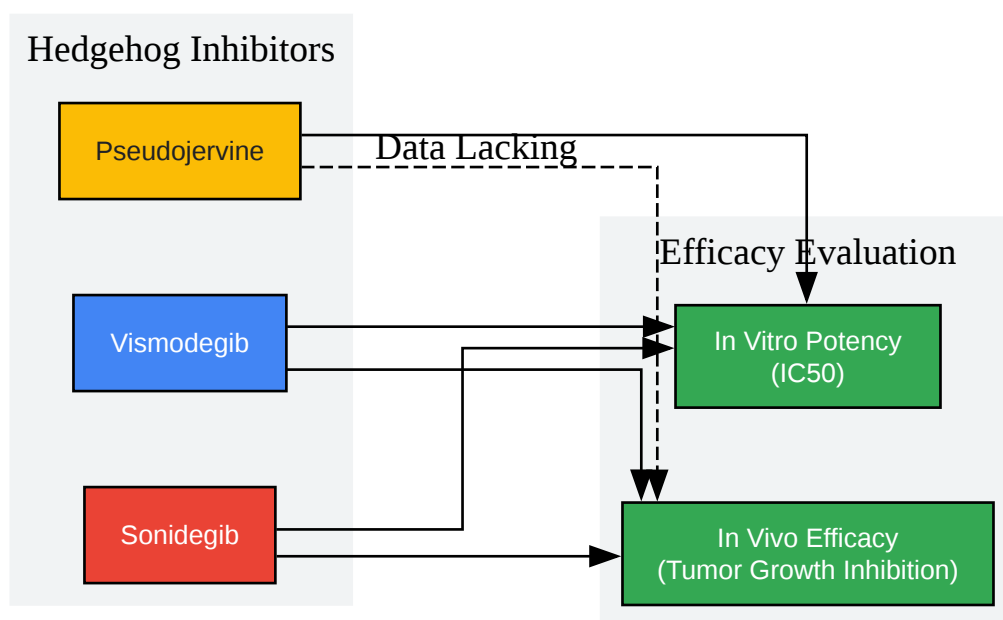 Hedgehog Inhibitors
Pseudojervine
Data Lacking
Efficacy Evaluation
Vismodegib
In Vitro Potency
(IC50)
Sonidegib
In Vivo Efficacy
(Tumor Growth Inhibition)